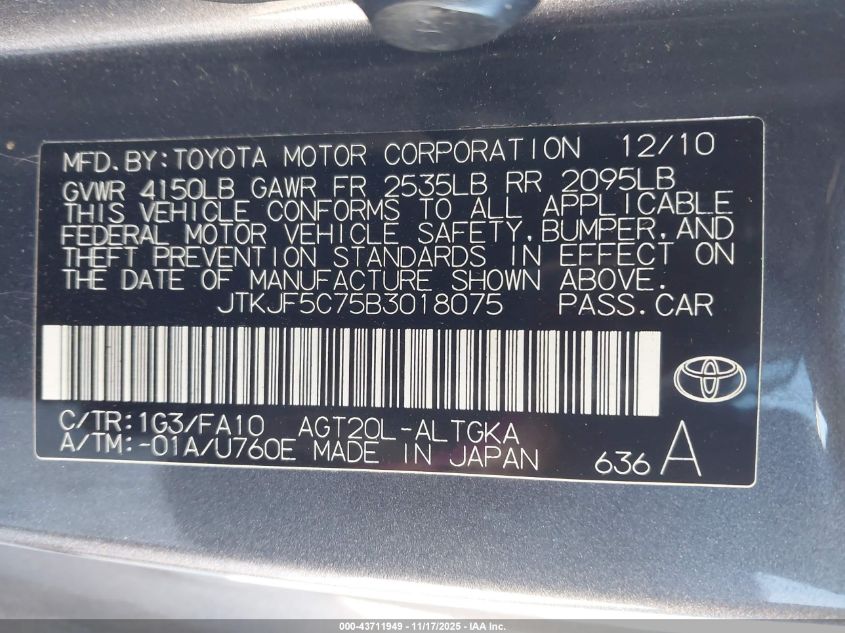 MFD. BY: TOYOTA MOTOR CORPORATION 12/10
GVWR 4150LB GAWR FR 2535LB RR 2095LB
THIS VEHICLE CONFORMS TO ALL APPLICABLE
FEDERAL MOTOR VEHICLE SAFETY, BUMPER, AND
THEFT PREVENTION STANDARDS IN EFFECT ON
THE DATE OF MANUFACTURE SHOWN ABOVE.
JTKJF5C75B3018075 PASS. CAR
C/TR: 1G3/FA10 AGT20L-ALTGKA
A/TM: -01A/U760E MADE IN JAPAN 636 A
000-43711949 - 11/17/2025 - IAA Inc.